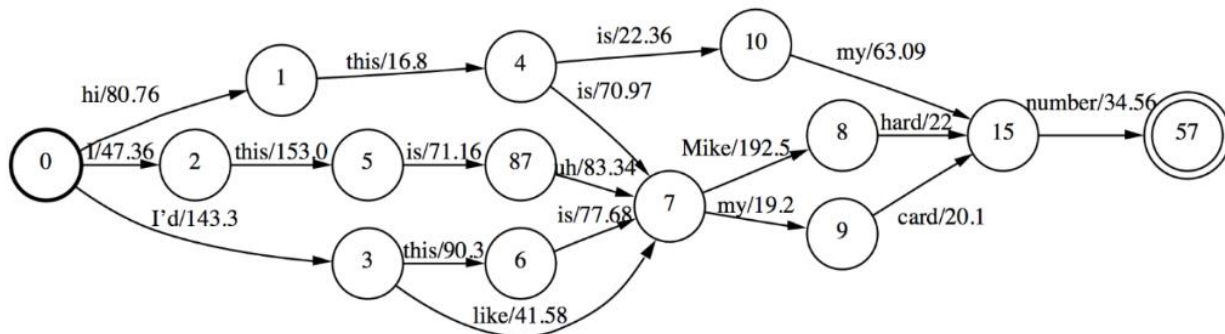 is/22.36
10
this/16.8
4
my/63.09
1
hi/80.76
is/70.97
number/34.56
Mike/192.5
8
hard/22
15
57
0
I/47.36
2
this/153.0
5
is/71.16
87
uh/83.34
7
is/77.68
my/19.2
9
card/20.1
I'd/143.3
3
this/90.3
6
like/41.58